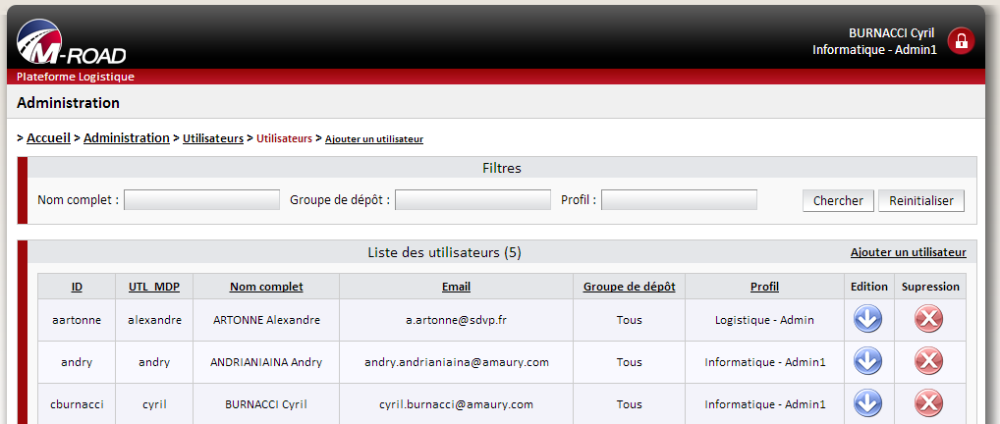 M-ROAD
BURNACCI Cyril
Informatique - Admin1
Plateforme Logistique
Administration
> Accueil > Administration > Utilisateurs > Utilisateurs > Ajouter un utilisateur
Filtres
Nom complet : Groupe de dépôt : Profil : Chercher Reinitialiser
Liste des utilisateurs (5) Ajouter un utilisateur
ID UTL_MDP Nom complet Email Groupe de dépôt Profil Edition Supression
aartonne alexandre ARTONNE Alexandre a.artonne@sdvp.fr Tous Logistique - Admin
andry andry ANDRIANIAINA Andry andry.andrianiaina@amaury.com Tous Informatique - Admin1
cburnacci cyril BURNACCI Cyril cyril.burnacci@amaury.com Tous Informatique - Admin1